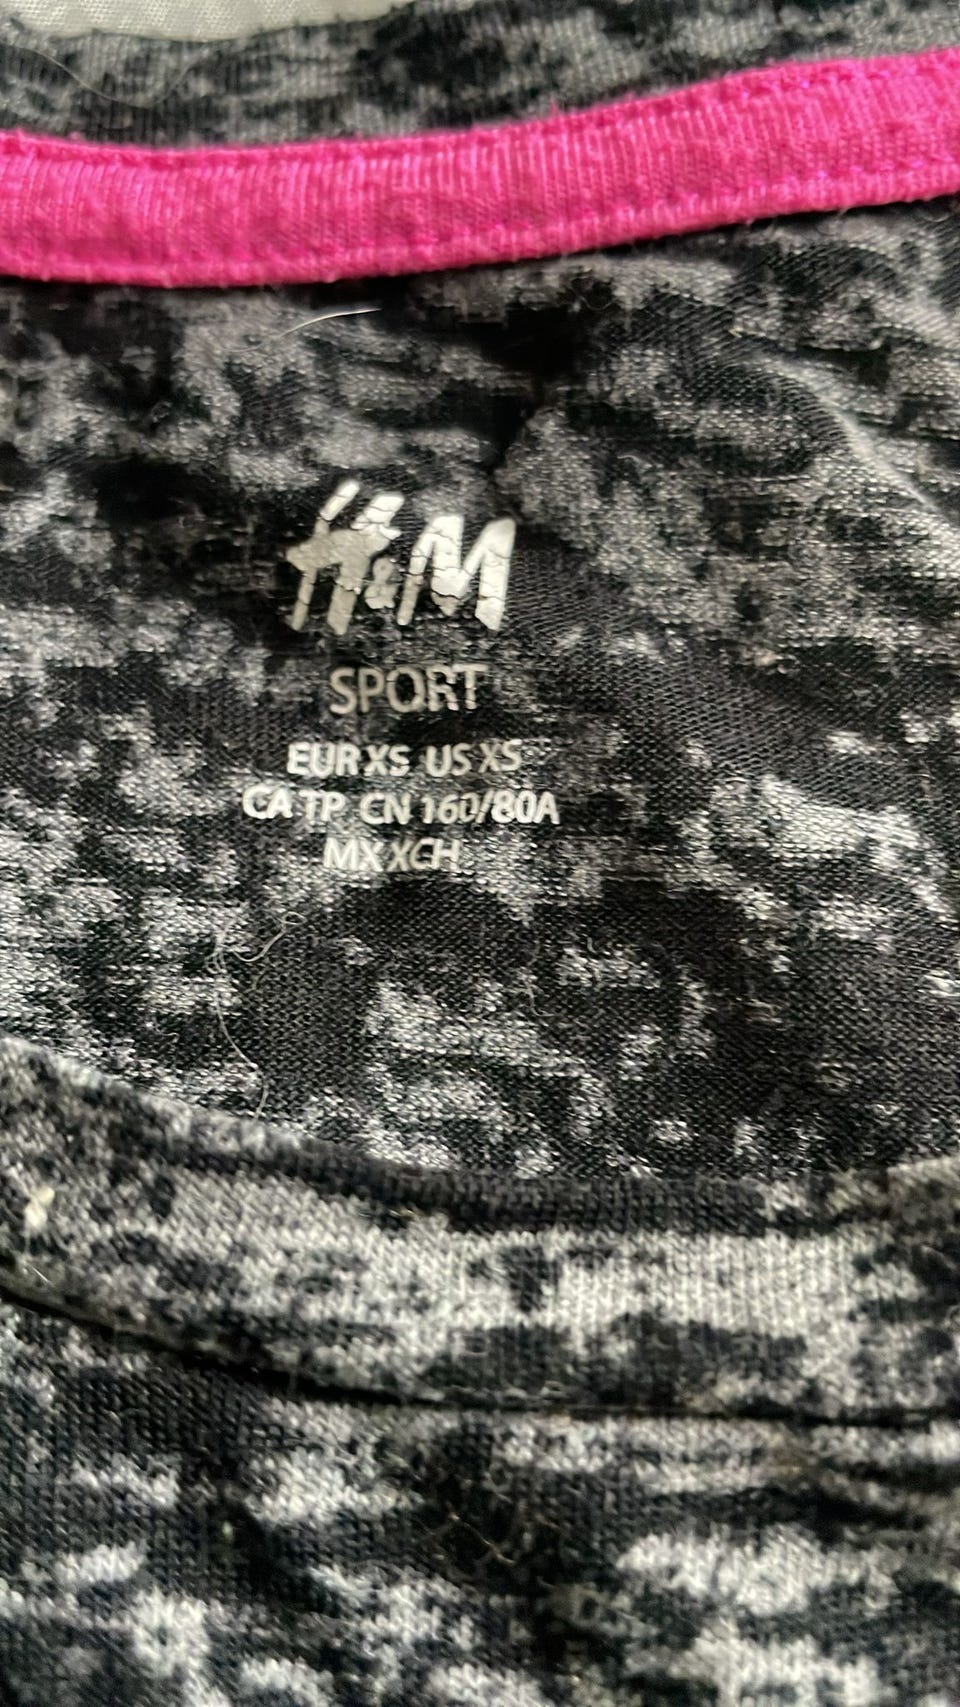 H&M
SPORT
EUR XS US XS
CA TP CN 160/80A
MX XCH